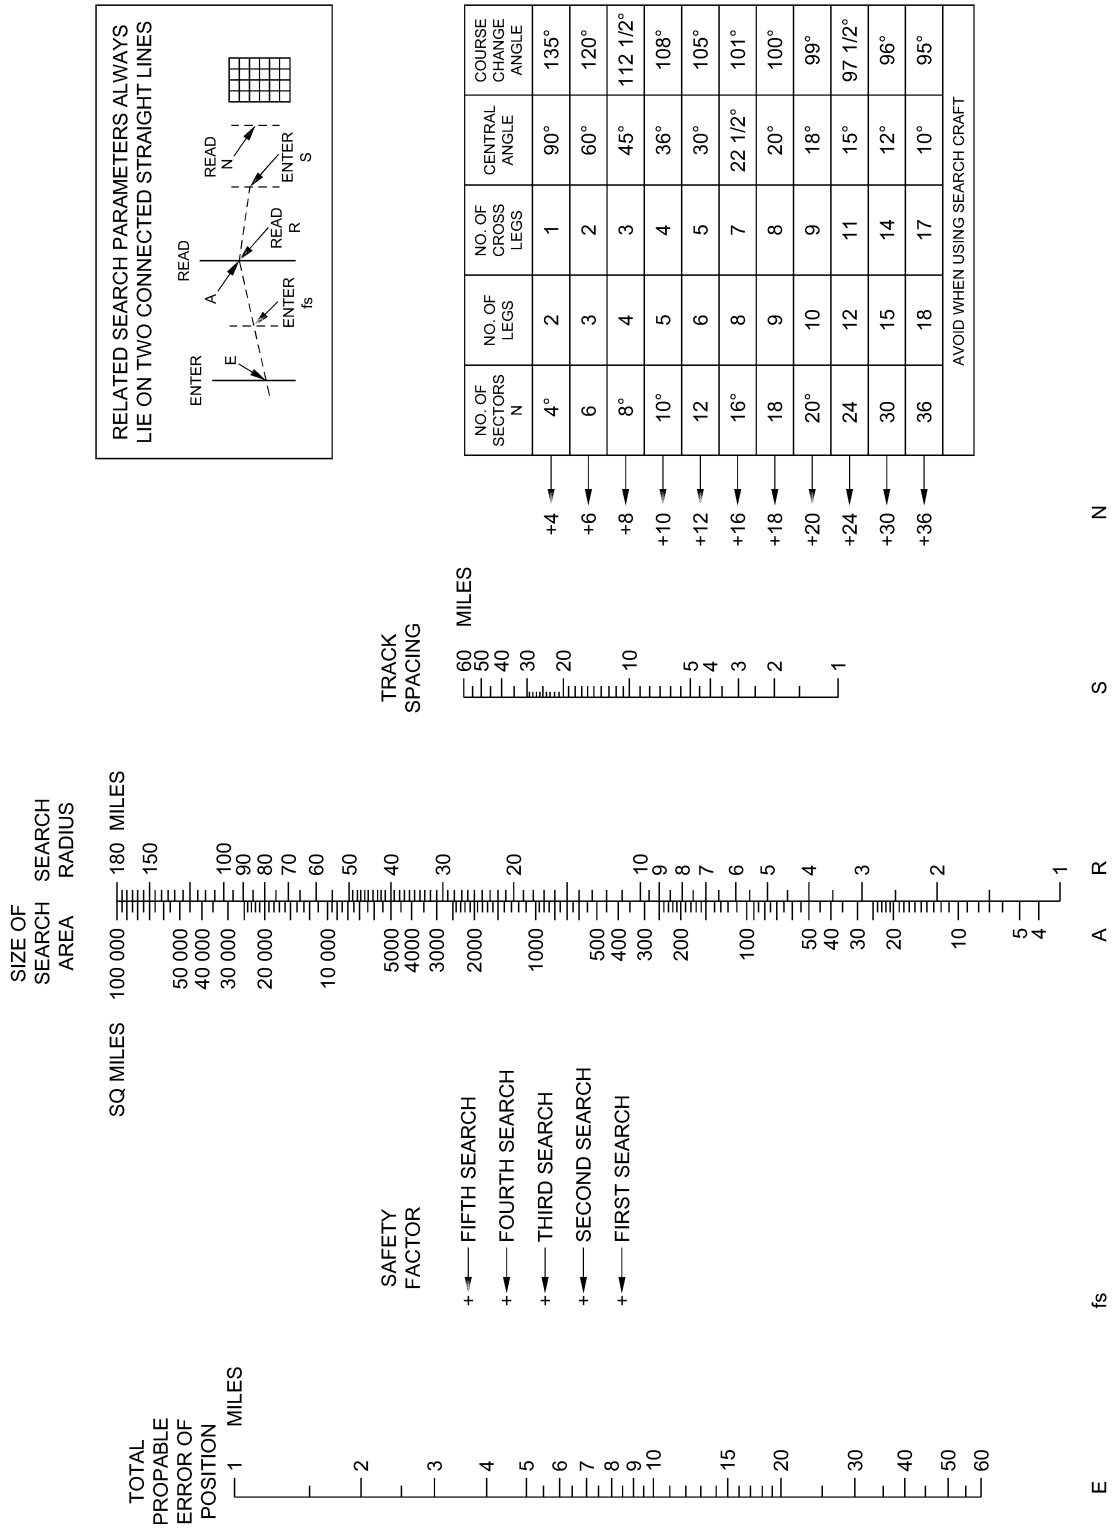 TOTAL
PROPABLE
ERROR OF
POSITION
1 MILES
2
3
4
5
6
7
8
9
10
15
20
30
40
50
60
E
SAFETY
FACTOR
+ FIFTH SEARCH
+ FOURTH SEARCH
+ THIRD SEARCH
+ SECOND SEARCH
+ FIRST SEARCH
fs
SIZE OF
SEARCH
AREA
SQ MILES 100 000
50 000
40 000
30 000
20 000
10 000
5000
4000
3000
2000
1000
500
400
300
200
100
50
40
30
20
10
5
4
A
SEARCH
RADIUS
180 MILES
150
100
90
80
70
60
50
40
30
20
10
9
8
7
6
5
4
3
2
1
R
TRACK
SPACING
60 MILES
50
40
30
20
10
5
4
3
2
1
S
RELATED SEARCH PARAMETERS ALWAYS
LIE ON TWO CONNECTED STRAIGHT LINES
ENTER
E
ENTER
fs
READ
A
READ
R
ENTER
S
READ
N
NO. OF SECTORS N NO. OF LEGS NO. OF CROSS LEGS CENTRAL ANGLE COURSE CHANGE ANGLE
+4 4° 2 1 90° 135°
+6 6 3 2 60° 120°
+8 8° 4 3 45° 112 1/2°
+10 10° 5 4 36° 108°
+12 12 6 5 30° 105°
+16 16° 8 7 22 1/2° 101°
+18 18 9 8 20° 100°
+20 20° 10 9 18° 99°
+24 24 12 11 15° 97 1/2°
+30 30 15 14 12° 96°
+36 36 18 17 10° 95°
AVOID WHEN USING SEARCH CRAFT
N